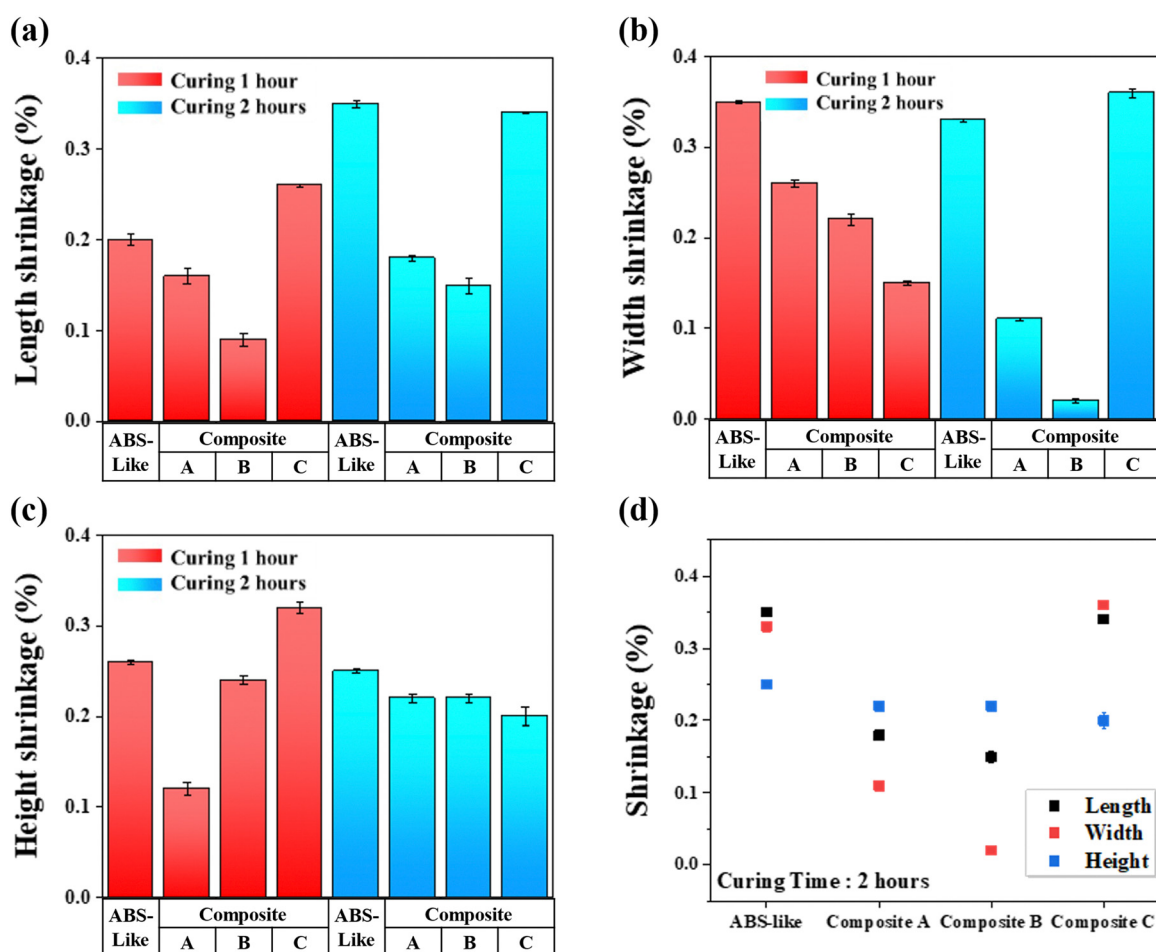 (a)
Length shrinkage (%)
0.4
0.3
0.2
0.1
0.0
Curing 1 hour
Curing 2 hours
ABS-
Like
Composite
A B C
ABS-
Like
Composite
A B C
(b)
Width shrinkage (%)
0.4
0.3
0.2
0.1
0.0
Curing 1 hour
Curing 2 hours
ABS-
Like
Composite
A B C
ABS-
Like
Composite
A B C
(c)
Height shrinkage (%)
0.4
0.3
0.2
0.1
0.0
Curing 1 hour
Curing 2 hours
ABS-
Like
Composite
A B C
ABS-
Like
Composite
A B C
(d)
Shrinkage (%)
0.4
0.3
0.2
0.1
0.0
Length
Width
Height
Curing Time : 2 hours
ABS-like Composite A Composite B Composite C